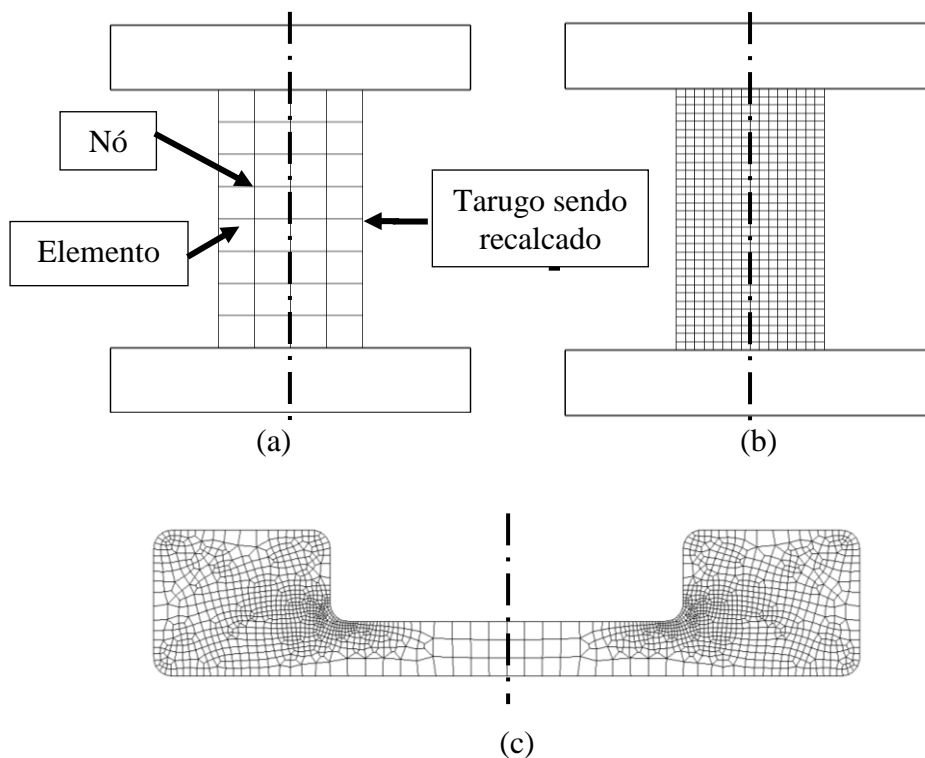 Nó
Elemento
Tarugo sendo
recalcado
(a)
(b)
(c)